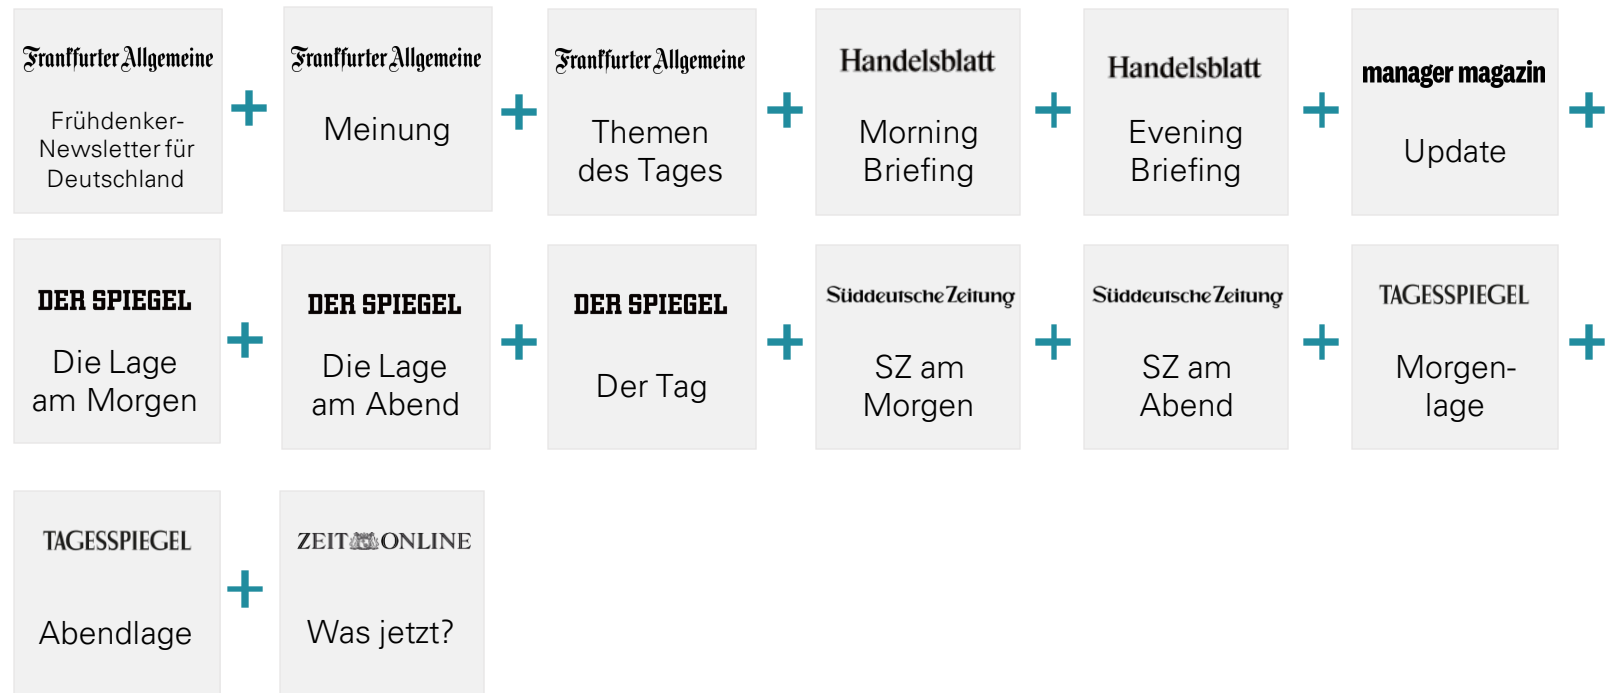 Frankfurter Allgemeine
Frühdenker-
Newsletter für
Deutschland
+
Frankfurter Allgemeine
Meinung
+
Frankfurter Allgemeine
Themen
des Tages
+
Handelsblatt
Morning
Briefing
+
Handelsblatt
Evening
Briefing
+
manager magazin
Update
+
DER SPIEGEL
Die Lage
am Morgen
+
DER SPIEGEL
Die Lage
am Abend
+
DER SPIEGEL
Der Tag
+
Süddeutsche Zeitung
SZ am
Morgen
+
Süddeutsche Zeitung
SZ am
Abend
+
TAGESSPIEGEL
Morgen-
lage
+
TAGESSPIEGEL
Abendlage
+
ZEIT ONLINE
Was jetzt?